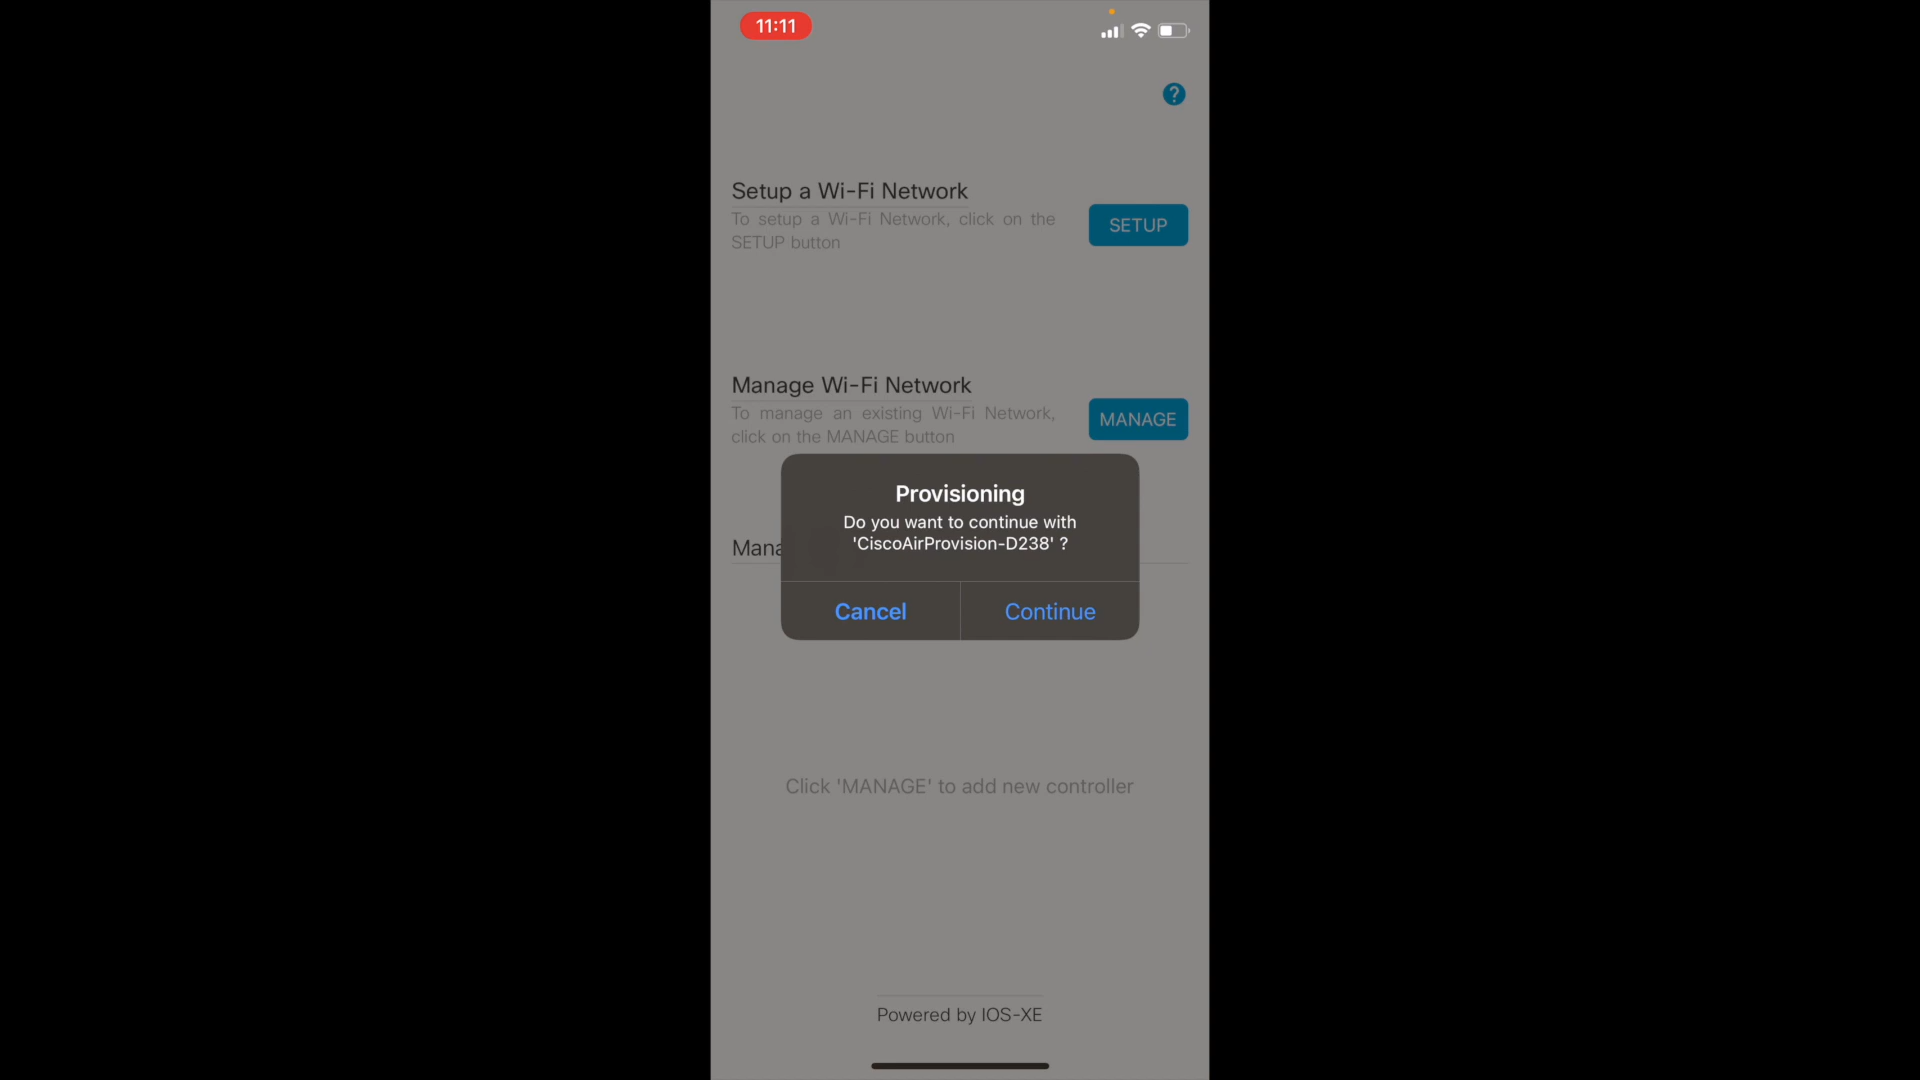 11:11
?
Setup a Wi-Fi Network
To setup a Wi-Fi Network, click on the
SETUP button
SETUP
Manage Wi-Fi Network
To manage an existing Wi-Fi Network,
click on the MANAGE button
MANAGE
Mana
Provisioning
Do you want to continue with
'CiscoAirProvision-D238' ?
Cancel
Continue
Click 'MANAGE' to add new controller
Powered by IOS-XE